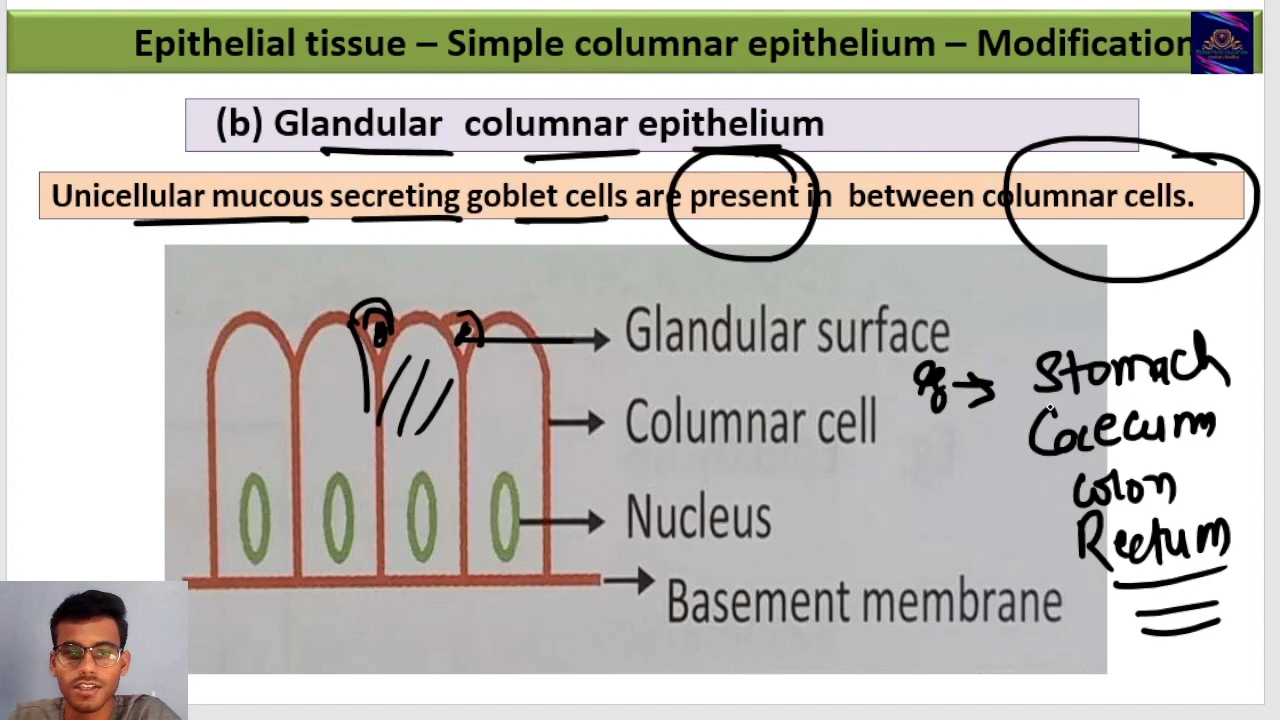 Epithelial tissue – Simple columnar epithelium – Modification
(b) Glandular columnar epithelium
Unicellular mucous secreting goblet cells are present in between columnar cells.
Glandular surface
Columnar cell
Nucleus
Basement membrane
eg → Stomach
Caecum
Colon
Rectum